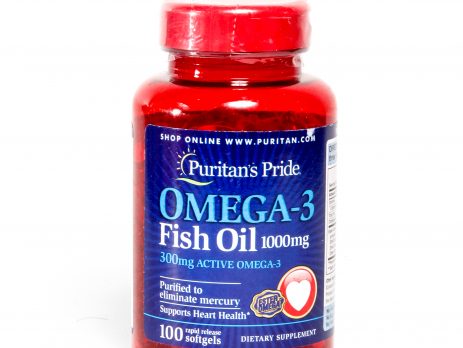 SHOP ONLINE WWW.PURITAN.COM
Puritan's Pride
OMEGA-3
Fish Oil 1000mg
300mg ACTIVE OMEGA-3
Purified to
eliminate mercury
Supports Heart Health*
100 rapid release softgels
DIETARY SUPPLEMENT